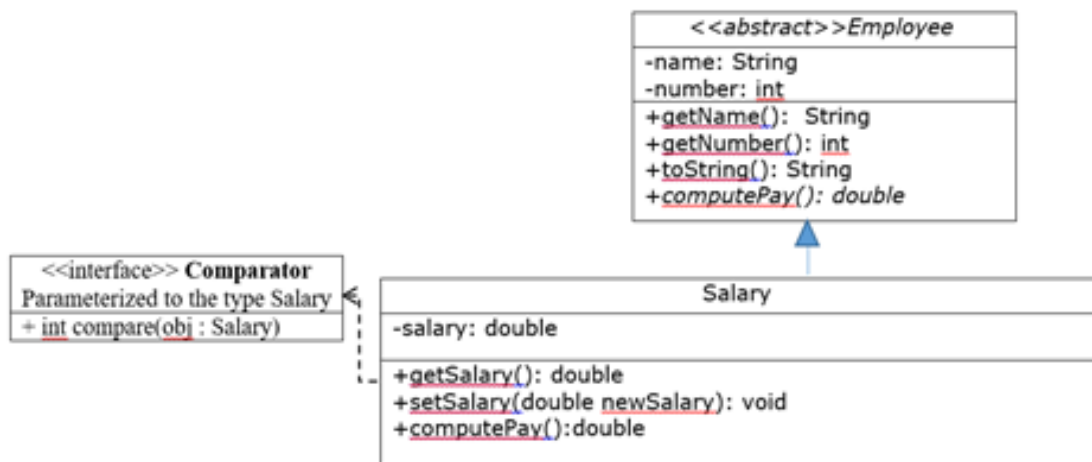 <<abstract>>Employee
-name: String
-number: int
+getName(): String
+getNumber(): int
+toString(): String
+computePay(): double
<<interface>> Comparator
Parameterized to the type Salary
+ int compare(obj : Salary)
Salary
-salary: double
+getSalary(): double
+setSalary(double newSalary): void
+computePay():double